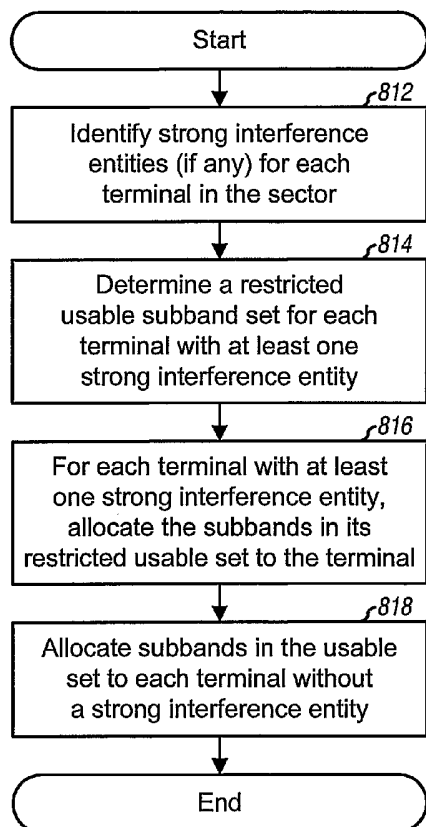 Start
812
Identify strong interference
entities (if any) for each
terminal in the sector
814
Determine a restricted
usable subband set for each
terminal with at least one
strong interference entity
816
For each terminal with at least
one strong interference entity,
allocate the subbands in its
restricted usable set to the terminal
818
Allocate subbands in the usable
set to each terminal without
a strong interference entity
End